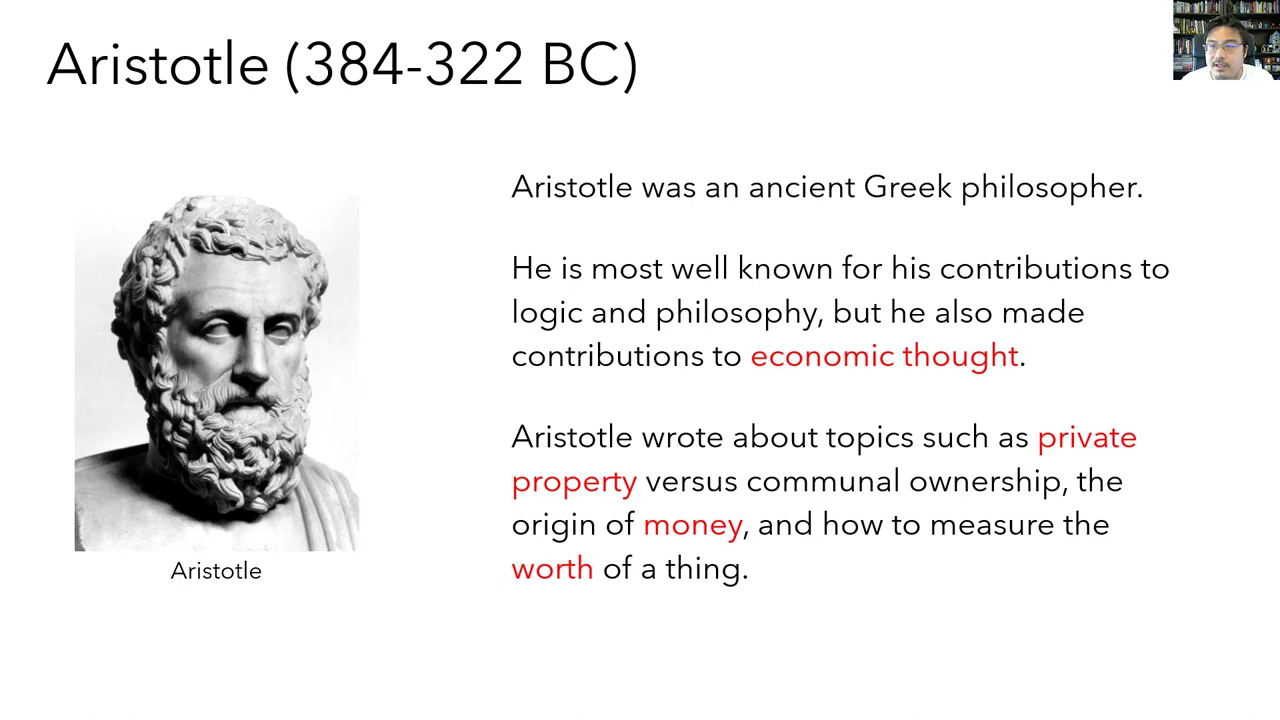 Aristotle (384-322 BC)
Aristotle was an ancient Greek philosopher.
He is most well known for his contributions to
logic and philosophy, but he also made
contributions to economic thought.
Aristotle wrote about topics such as private
property versus communal ownership, the
origin of money, and how to measure the
worth of a thing.
Aristotle